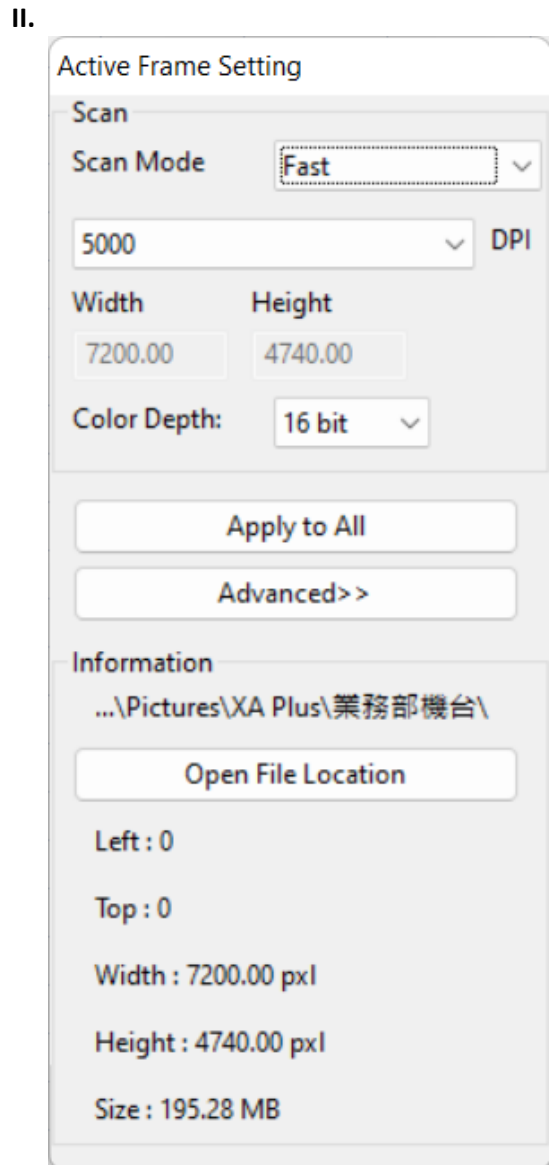 II.
Active Frame Setting
Scan
Scan Mode Fast
5000 DPI
Width Height
7200.00 4740.00
Color Depth: 16 bit
Apply to All
Advanced>>
Information
...\Pictures\XA Plus\業務部機台\
Open File Location
Left : 0
Top : 0
Width : 7200.00 pxl
Height : 4740.00 pxl
Size : 195.28 MB